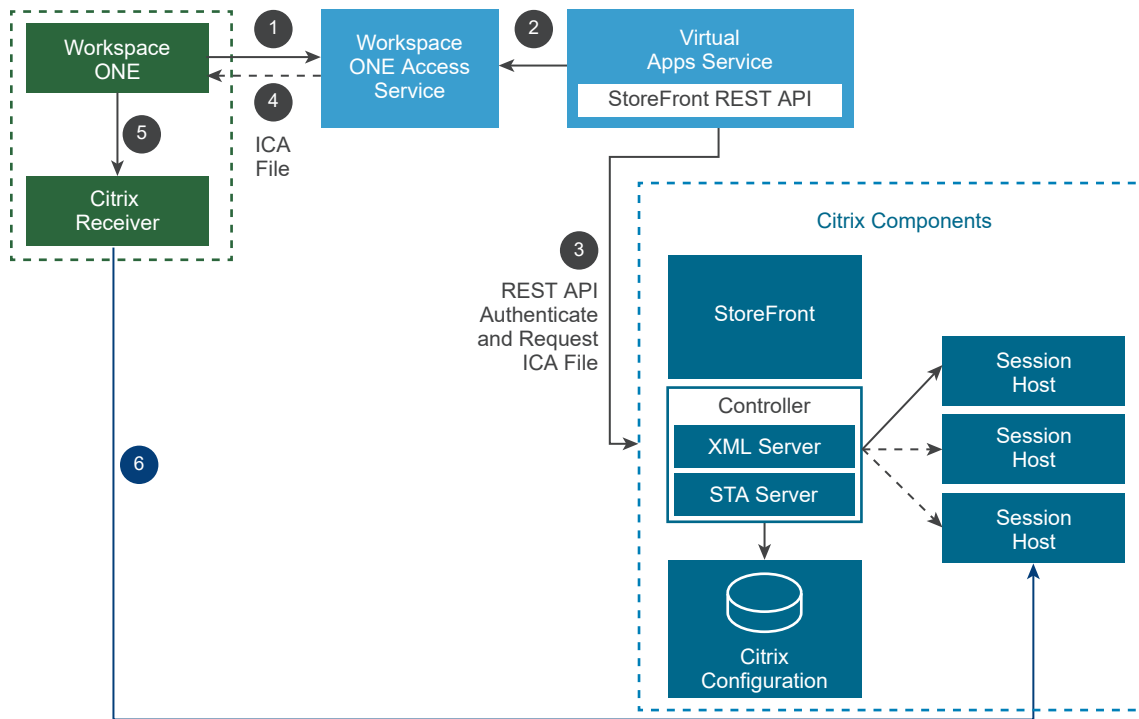 1
2
Workspace
ONE
Workspace
ONE Access
Service
Virtual
Apps Service
StoreFront REST API
4
ICA
File
5
Citrix
Receiver
3
REST API
Authenticate
and Request
ICA File
Citrix Components
StoreFront
Controller
XML Server
STA Server
Session
Host
Session
Host
Session
Host
6
Citrix
Configuration